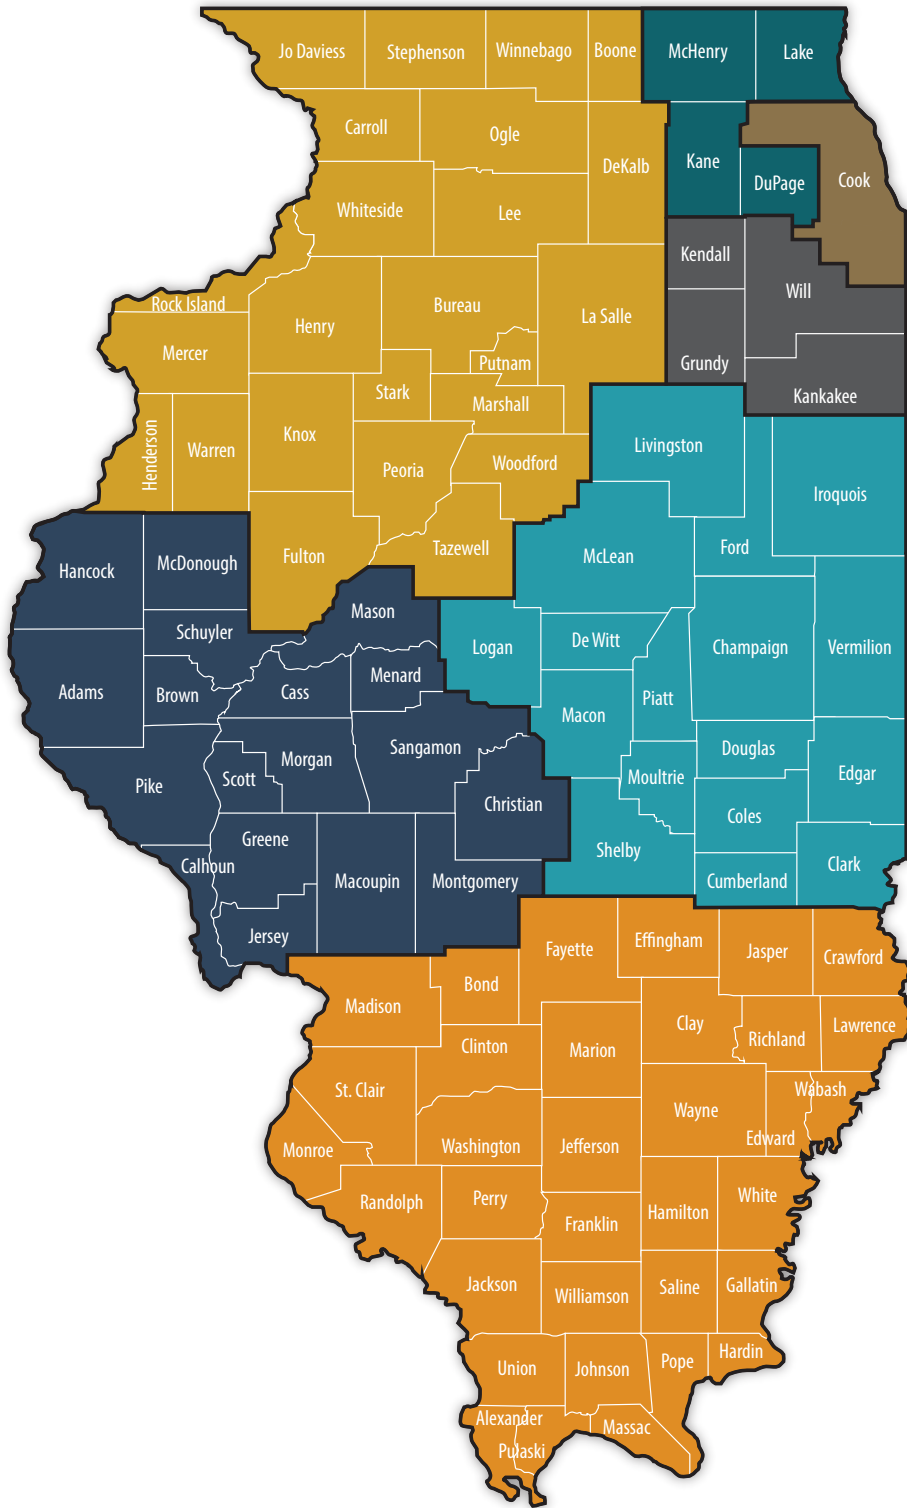 Jo Daviess
Stephenson
Winnebago
Boone
McHenry
Lake
Carroll
Ogle
DeKalb
Kane
DuPage
Cook
Whiteside
Lee
Kendall
Will
Rock Island
Henry
Bureau
La Salle
Mercer
Putnam
Grundy
Stark
Marshall
Kankakee
Henderson
Warren
Knox
Peoria
Woodford
Livingston
Iroquois
Fulton
Tazewell
McLean
Ford
Hancock
McDonough
Mason
Schuyler
Logan
De Witt
Champaign
Vermilion
Adams
Brown
Cass
Menard
Piatt
Macon
Sangamon
Douglas
Pike
Scott
Morgan
Moultrie
Edgar
Christian
Coles
Greene
Shelby
Calhoun
Macoupin
Montgomery
Cumberland
Clark
Jersey
Fayette
Effingham
Jasper
Crawford
Madison
Bond
Clay
Richland
Lawrence
Clinton
Marion
St. Clair
Wabash
Wayne
Monroe
Washington
Jefferson
Edward
Randolph
Perry
Franklin
Hamilton
White
Jackson
Williamson
Saline
Gallatin
Union
Johnson
Pope
Hardin
Alexander
Massac
Pulaski